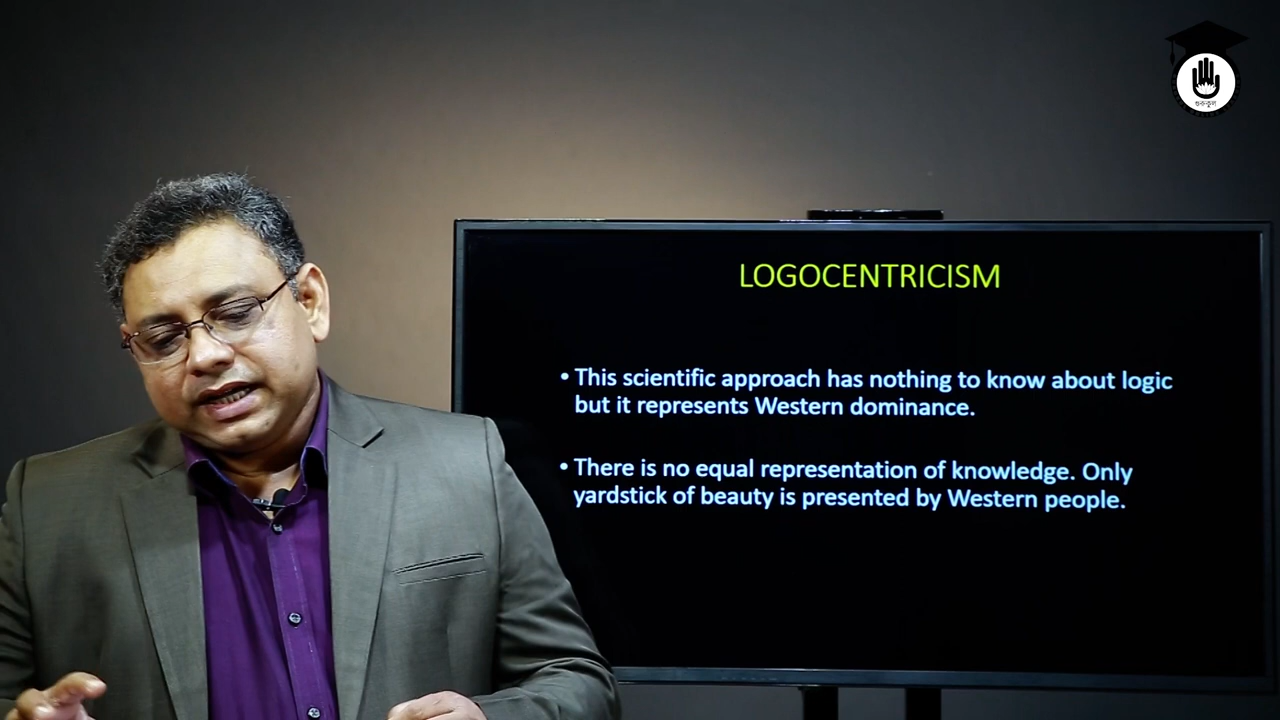 গুরুকুল
LOGOCENTRICISM
• This scientific approach has nothing to know about logic
but it represents Western dominance.
• There is no equal representation of knowledge. Only
yardstick of beauty is presented by Western people.